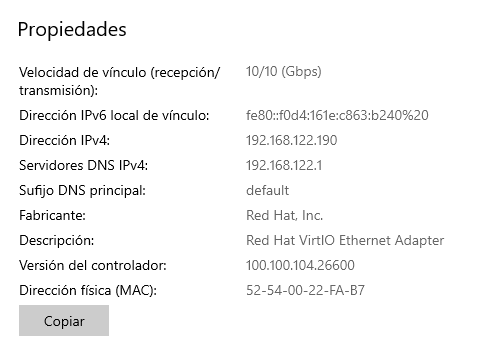 Propiedades
Velocidad de vínculo (recepción/ 10/10 (Gbps)
transmisión):
Dirección IPv6 local de vínculo: fe80::f0d4:161e:c863:b240%20
Dirección IPv4: 192.168.122.190
Servidores DNS IPv4: 192.168.122.1
Sufijo DNS principal: default
Fabricante: Red Hat, Inc.
Descripción: Red Hat VirtIO Ethernet Adapter
Versión del controlador: 100.100.104.26600
Dirección física (MAC): 52-54-00-22-FA-B7
Copiar